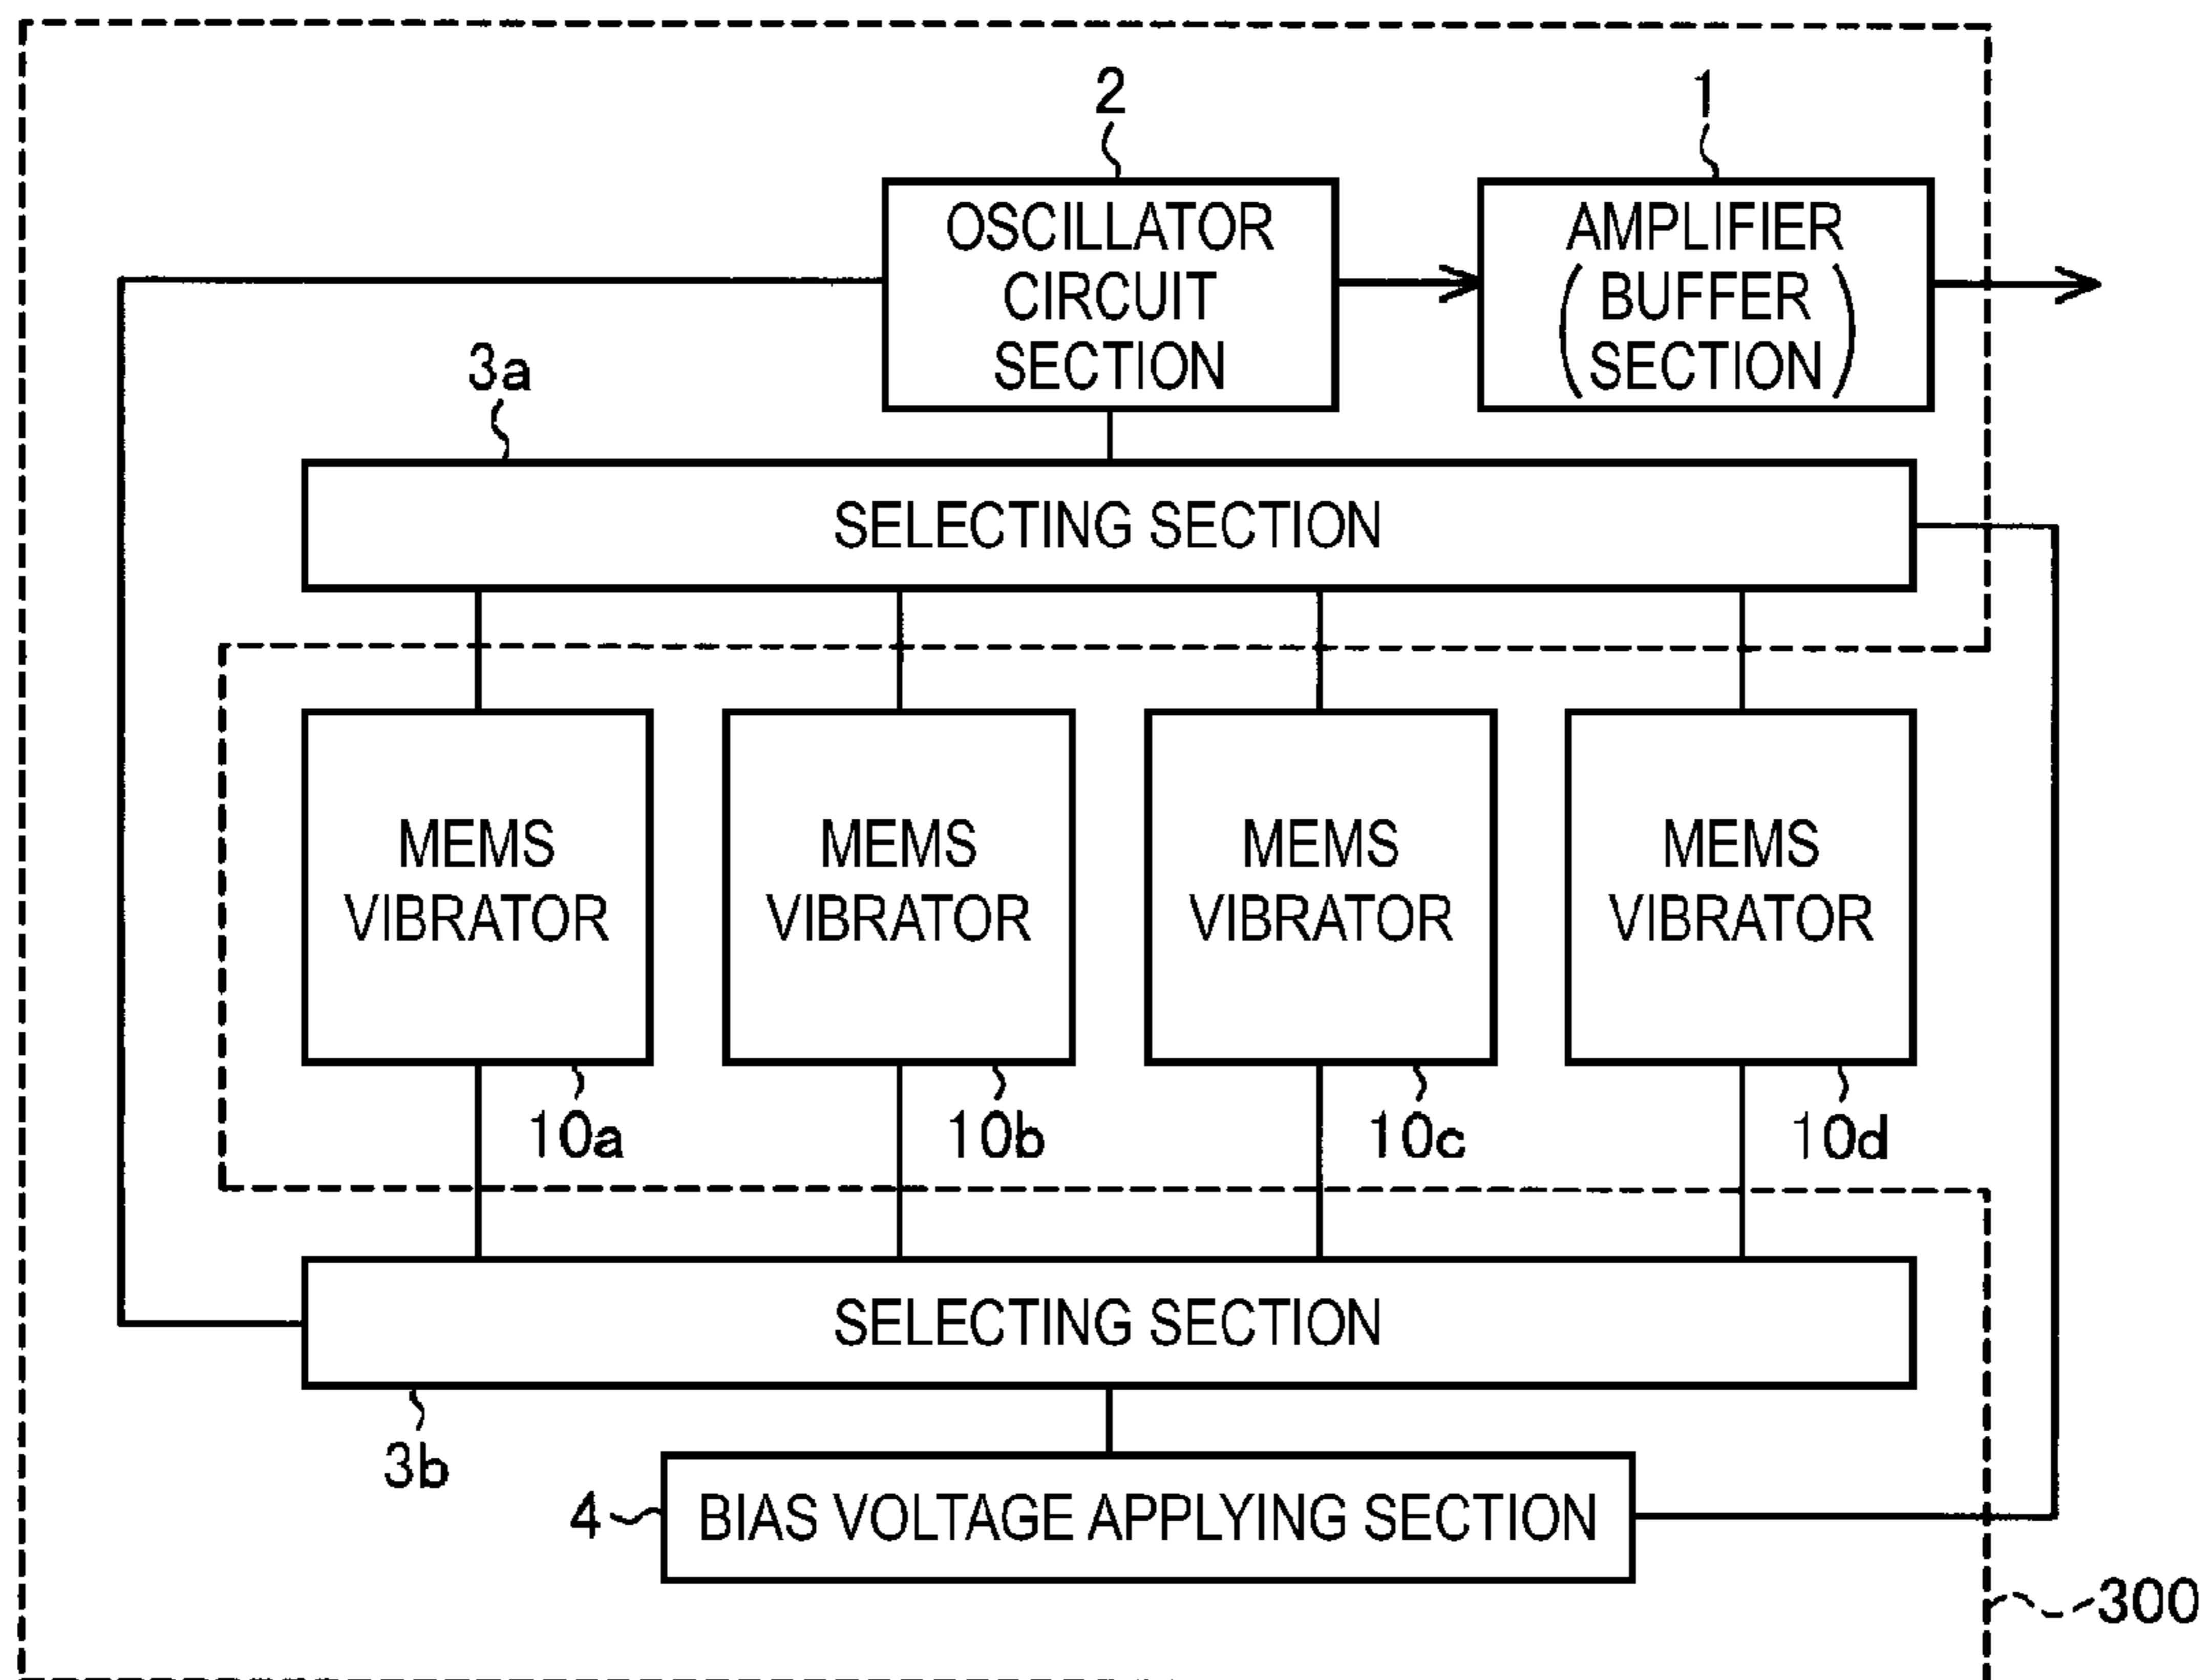 2
1
OSCILLATOR
CIRCUIT
SECTION
AMPLIFIER
(BUFFER
SECTION)
3a
SELECTING SECTION
MEMS
VIBRATOR
MEMS
VIBRATOR
MEMS
VIBRATOR
MEMS
VIBRATOR
10a
10b
10c
10d
SELECTING SECTION
3b
4
BIAS VOLTAGE APPLYING SECTION
300